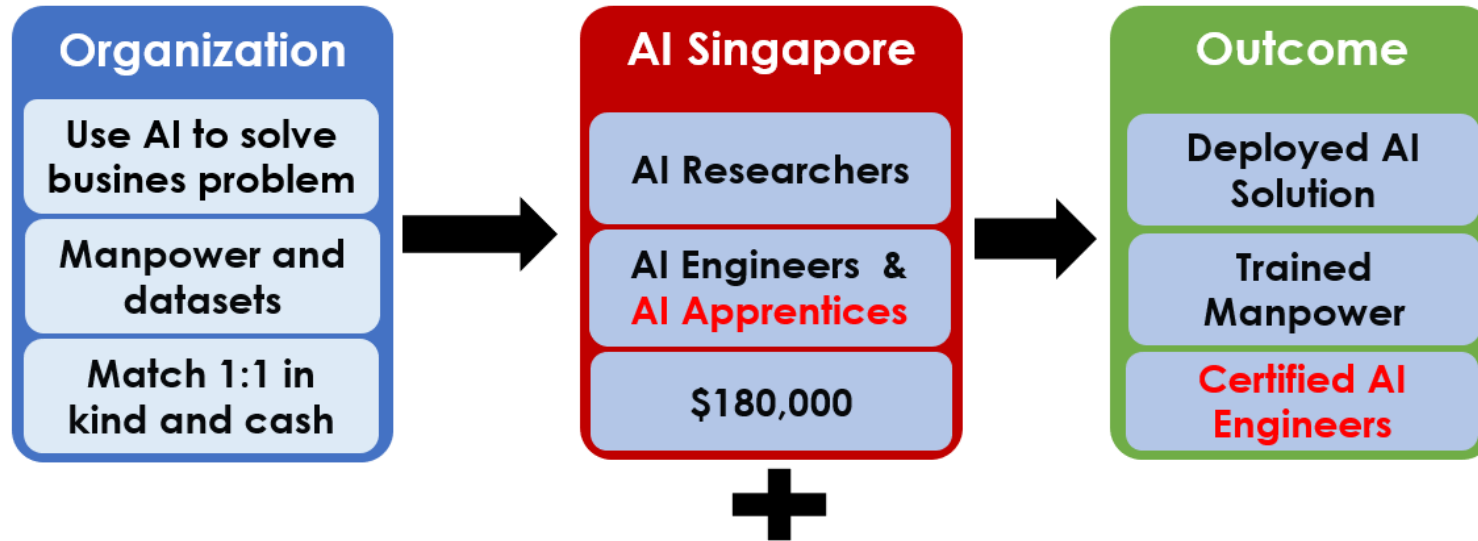 Organization
Use AI to solve
busines problem
Manpower and
datasets
Match 1:1 in
kind and cash
AI Singapore
AI Researchers
AI Engineers &
AI Apprentices
$180,000
Outcome
Deployed AI
Solution
Trained
Manpower
Certified AI
Engineers